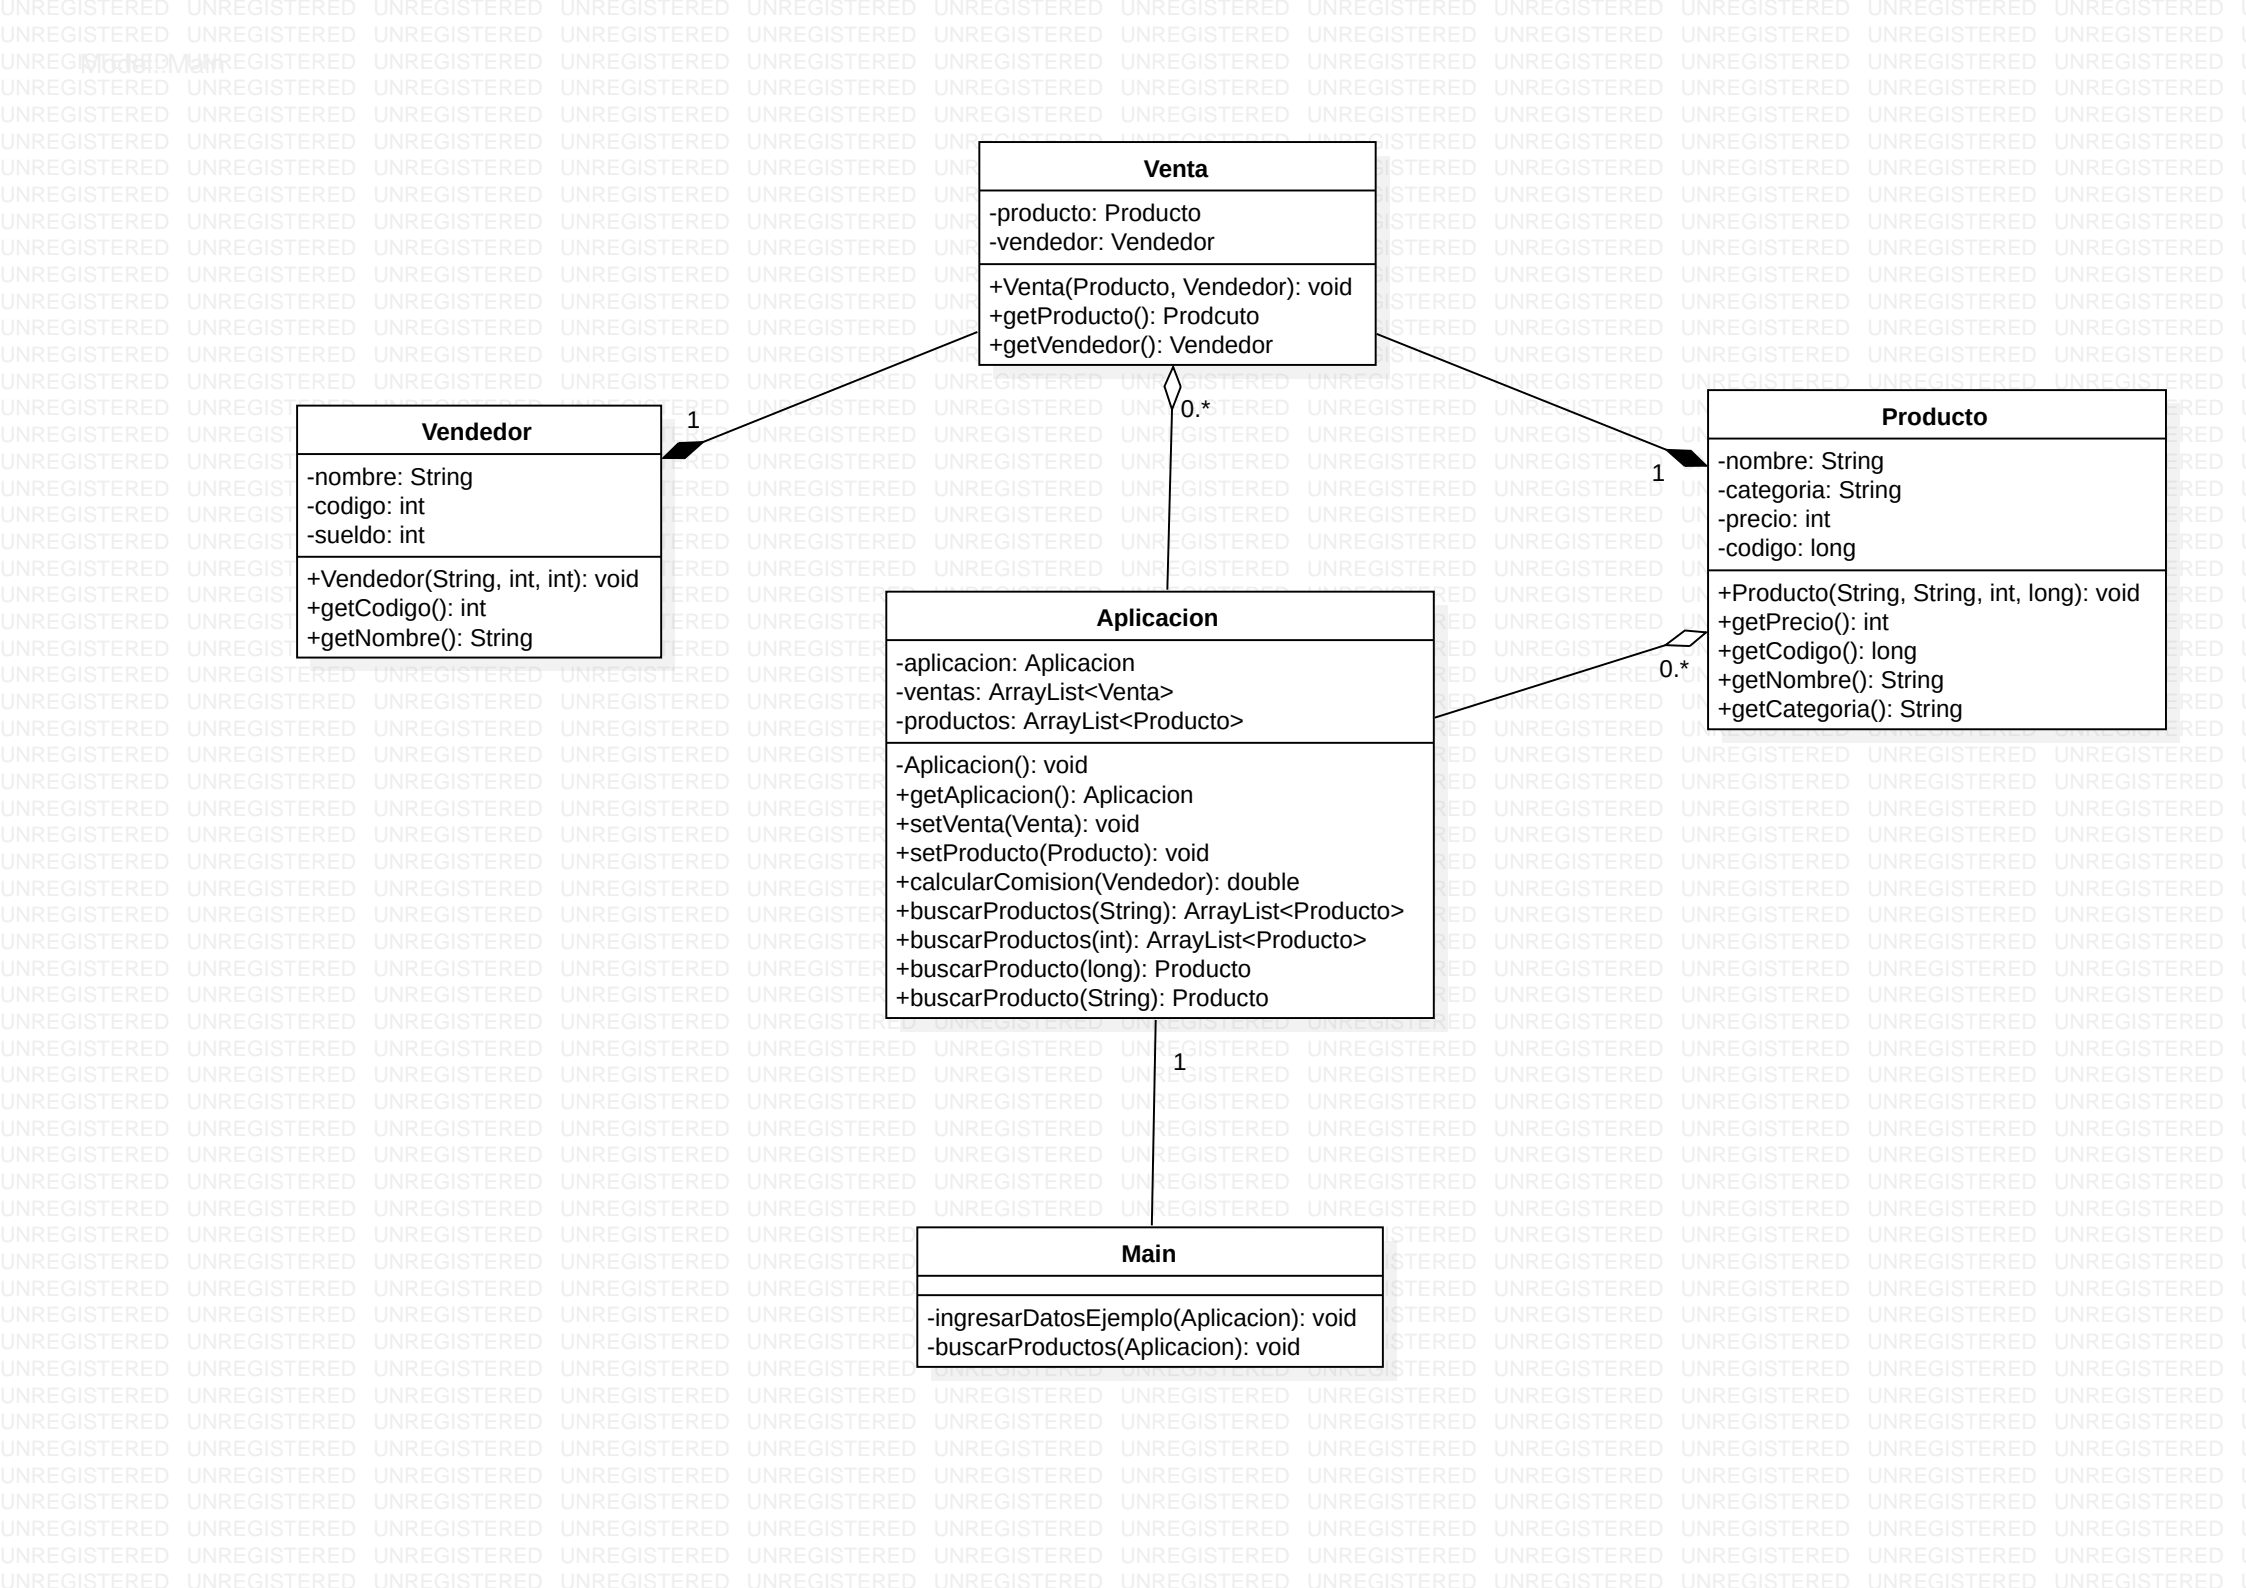 Model::Main
Venta
-producto: Producto
-vendedor: Vendedor
+Venta(Producto, Vendedor): void
+getProducto(): Prodcuto
+getVendedor(): Vendedor
Vendedor
-nombre: String
-codigo: int
-sueldo: int
+Vendedor(String, int, int): void
+getCodigo(): int
+getNombre(): String
1
0.*
1
Producto
-nombre: String
-categoria: String
-precio: int
-codigo: long
+Producto(String, String, int, long): void
+getPrecio(): int
+getCodigo(): long
+getNombre(): String
+getCategoria(): String
0.*
Aplicacion
-aplicacion: Aplicacion
-ventas: ArrayList<Venta>
-productos: ArrayList<Producto>
-Aplicacion(): void
+getAplicacion(): Aplicacion
+setVenta(Venta): void
+setProducto(Producto): void
+calcularComision(Vendedor): double
+buscarProductos(String): ArrayList<Producto>
+buscarProductos(int): ArrayList<Producto>
+buscarProducto(long): Producto
+buscarProducto(String): Producto
1
Main
-ingresarDatosEjemplo(Aplicacion): void
-buscarProductos(Aplicacion): void
UNREGISTERED